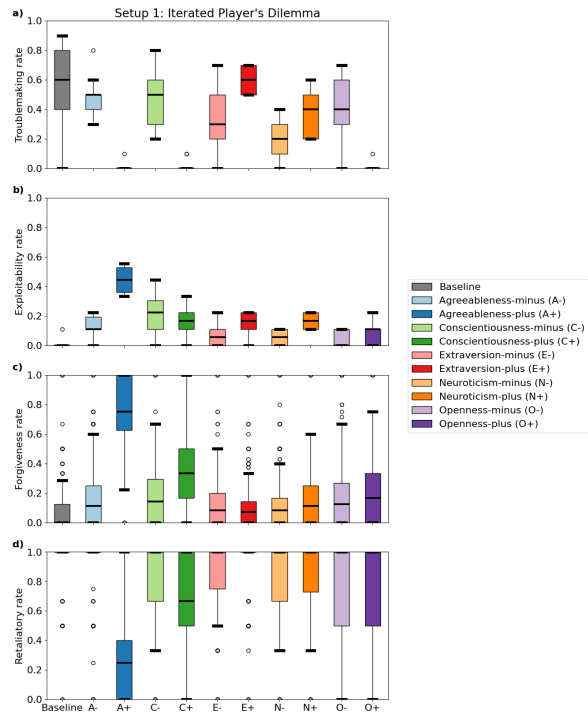 Setup 1: Iterated Player's Dilemma
a)
Troublemaking rate
1.0
0.8
0.6
0.4
0.2
0.0
b)
Exploitability rate
1.0
0.8
0.6
0.4
0.2
0.0
Baseline
Agreeableness-minus (A-)
Agreeableness-plus (A+)
Conscientiousness-minus (C-)
Conscientiousness-plus (C+)
Extraversion-minus (E-)
Extraversion-plus (E+)
Neuroticism-minus (N-)
Neuroticism-plus (N+)
Openness-minus (O-)
Openness-plus (O+)
c)
Forgiveness rate
1.0
0.8
0.6
0.4
0.2
0.0
d)
Retaliatory rate
1.0
0.8
0.6
0.4
0.2
0.0
Baseline A- A+ C- C+ E- E+ N- N+ O- O+